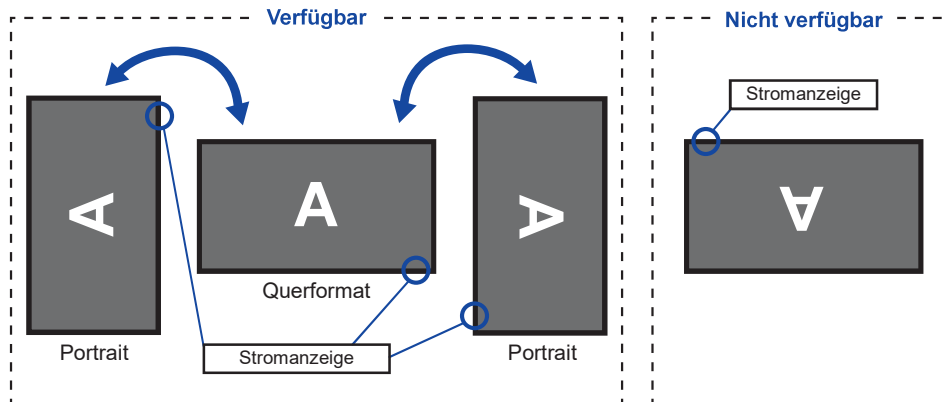 Verfügbar
Nicht verfügbar
Stromanzeige
A
A
A
A
Querformat
Portrait
Stromanzeige
Portrait